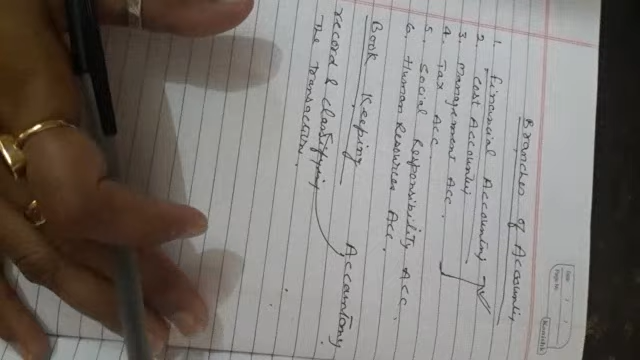 Branches of Accounting
1. Financial Accounting
2. Cost Accounting
3. Management Acc.
4. Tax Acc.
5. Social Responsibility Acc.
6. Human Resources Acc.
Book Keeping Accountancy
record & classifying
The transaction.